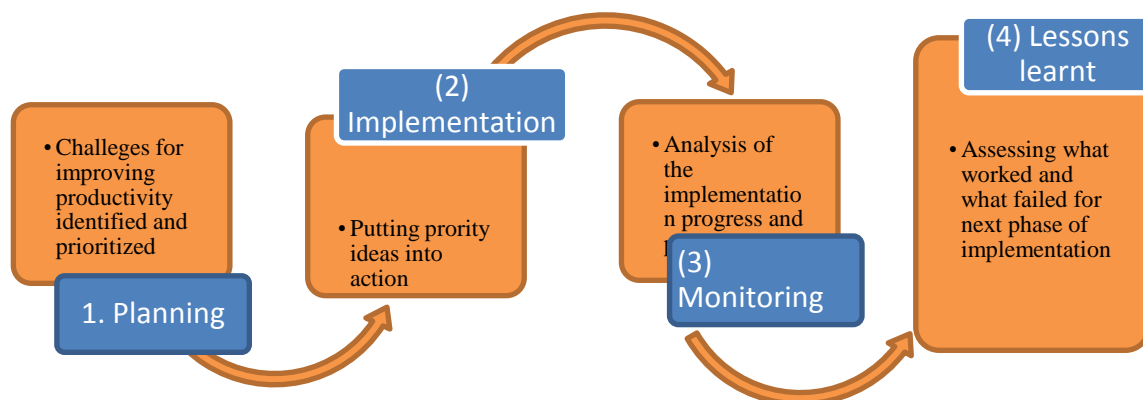 • Challeges for
improving
productivity
identified and
prioritized
1. Planning
(2)
Implementation
• Putting prority
ideas into
action
• Analysis of
the
implementatio
n progress and
(3)
Monitoring
(4) Lessons
learnt
• Assessing what
worked and
what failed for
next phase of
implementation